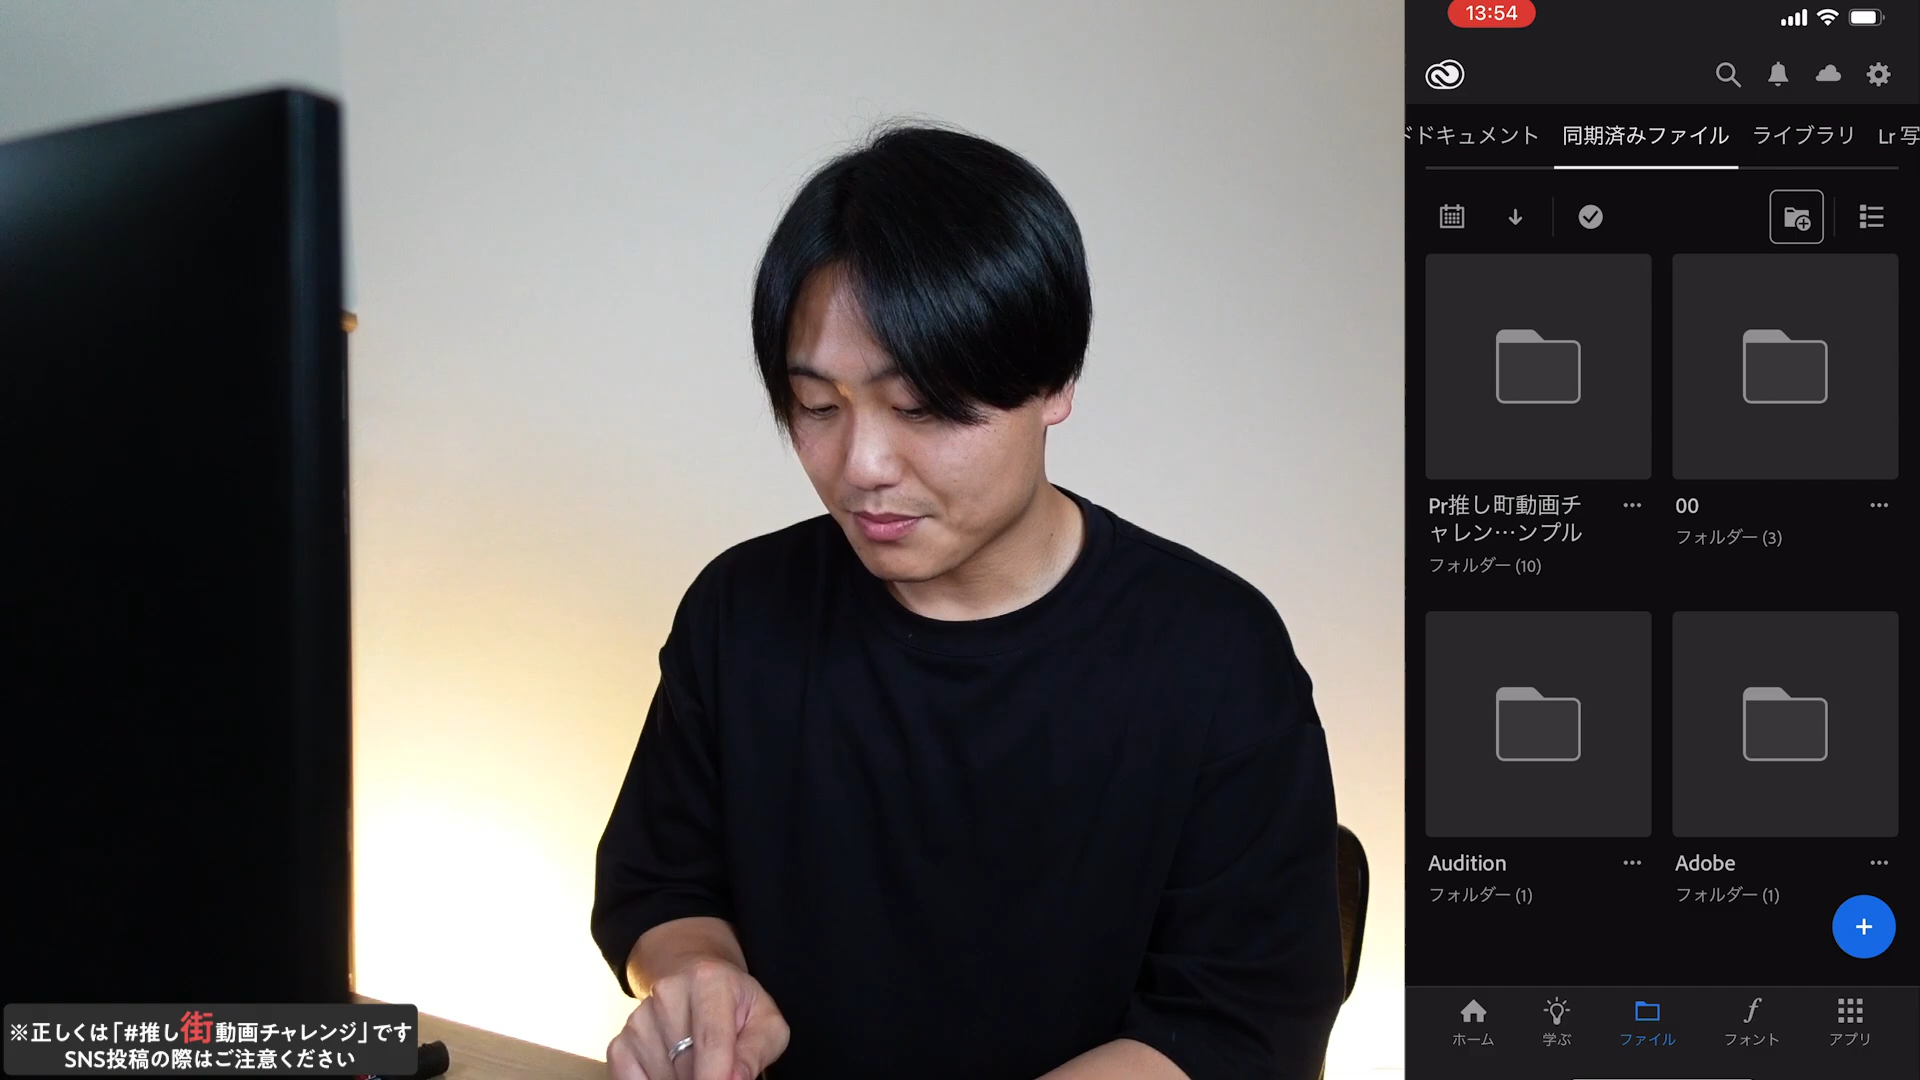 13:54
ドドキュメント 同期済みファイル ライブラリ Lr 写
Pr推し町動画チ
ャレン…ンプル
フォルダー (10)
00
フォルダー (3)
Audition
フォルダー (1)
Adobe
フォルダー (1)
ホーム 学ぶ ファイル フォント アプリ
※正しくは「#推し街動画チャレンジ」です
SNS投稿の際はご注意ください